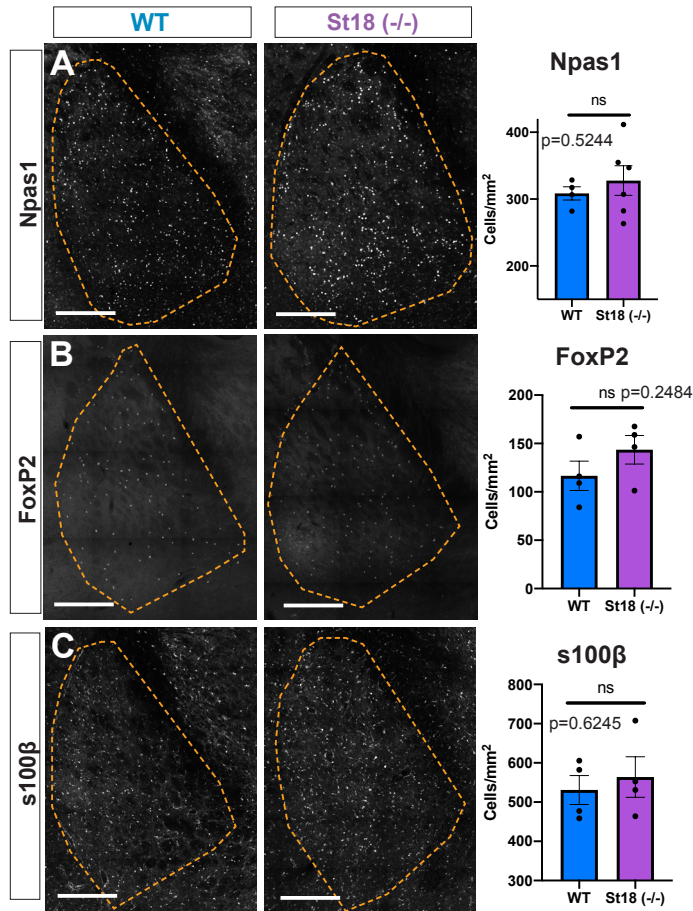 WT
St18 (-/-)
A
Npas1
Npas1
ns
p=0.5244
400
300
200
Cells/mm²
WT
St18 (-/-)
B
FoxP2
FoxP2
ns p=0.2484
200
150
100
50
0
Cells/mm²
WT
St18 (-/-)
C
s100β
s100β
ns
p=0.6245
800
700
600
500
400
300
Cells/mm²
WT
St18 (-/-)